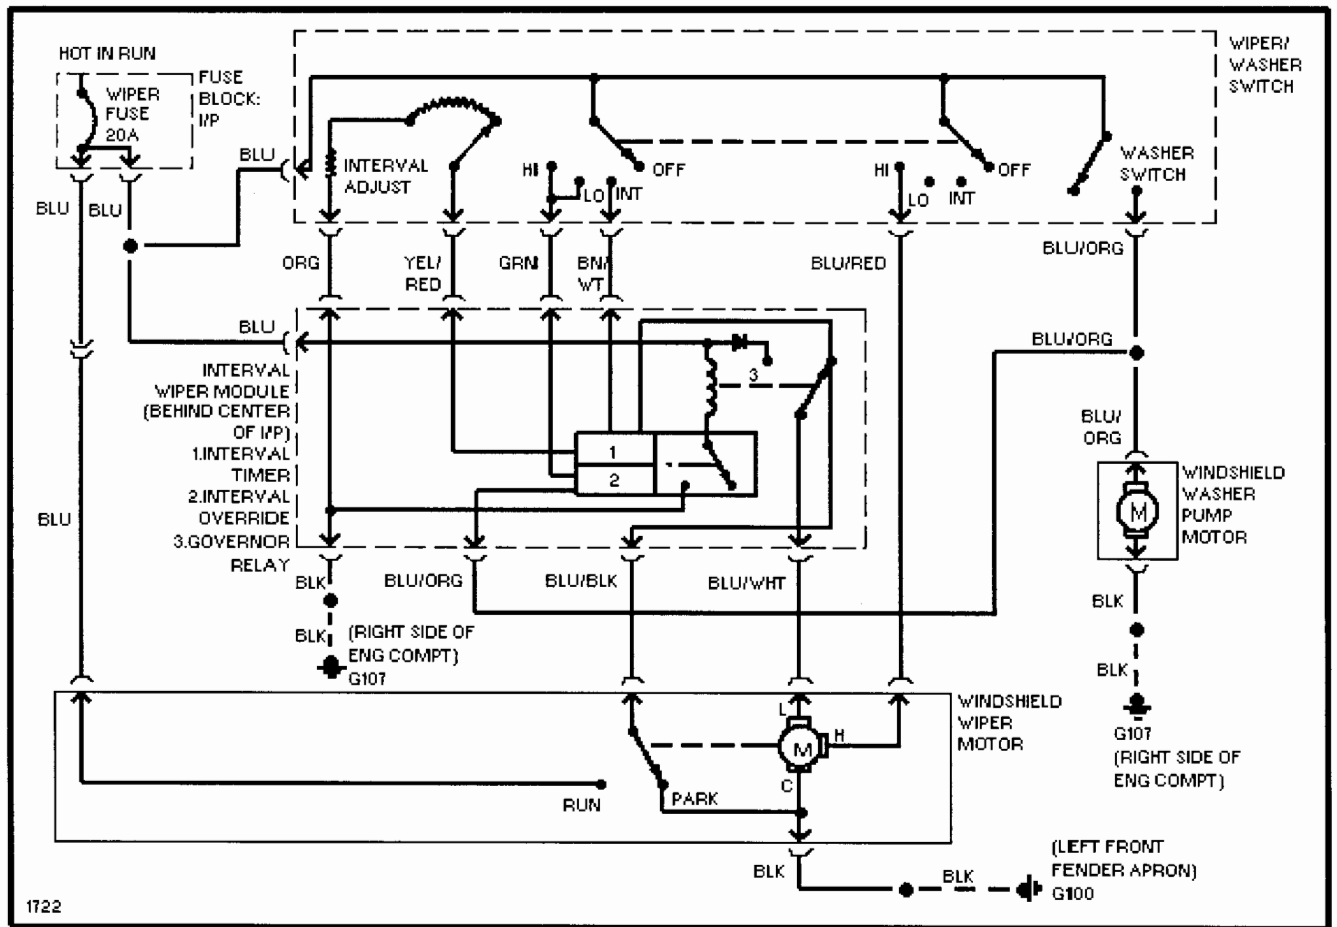 HOT IN RUN
WIPER
FUSE
20A
FUSE
BLOCK:
I/P
WIPER/
WASHER
SWITCH
BLU
INTERVAL
ADJUST
HI
LO
INT
OFF
HI
LO
INT
OFF
WASHER
SWITCH
BLU
BLU
ORG
YEL/
RED
GRN
BN/
WT
BLU/RED
BLU/ORG
BLU
BLU/ORG
INTERVAL
WIPER MODULE
(BEHIND CENTER
OF I/P)
1.INTERVAL
TIMER
2.INTERVAL
OVERRIDE
3.GOVERNOR
RELAY
3
1
2
BLU/
ORG
WINDSHIELD
WASHER
PUMP
MOTOR
M
BLU
BLK
BLU/ORG
BLU/BLK
BLU/WHT
BLK
BLK
(RIGHT SIDE OF
ENG COMPT)
G107
BLK
G107
(RIGHT SIDE OF
ENG COMPT)
WINDSHIELD
WIPER
MOTOR
L
M
H
C
RUN
PARK
BLK
BLK
(LEFT FRONT
FENDER APRON)
G100
1722